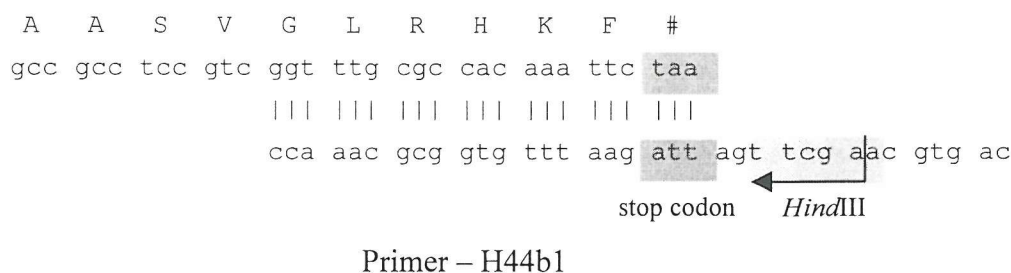 A A S V G L R H K F #
gcc gcc tcc gtc ggt ttg cgc cac aaa ttc taa
||| ||| ||| ||| ||| ||| |||
cca aac gcg gtg ttt aag att agt tcg aac gtg ac
stop codon HindIII
Primer – H44b1